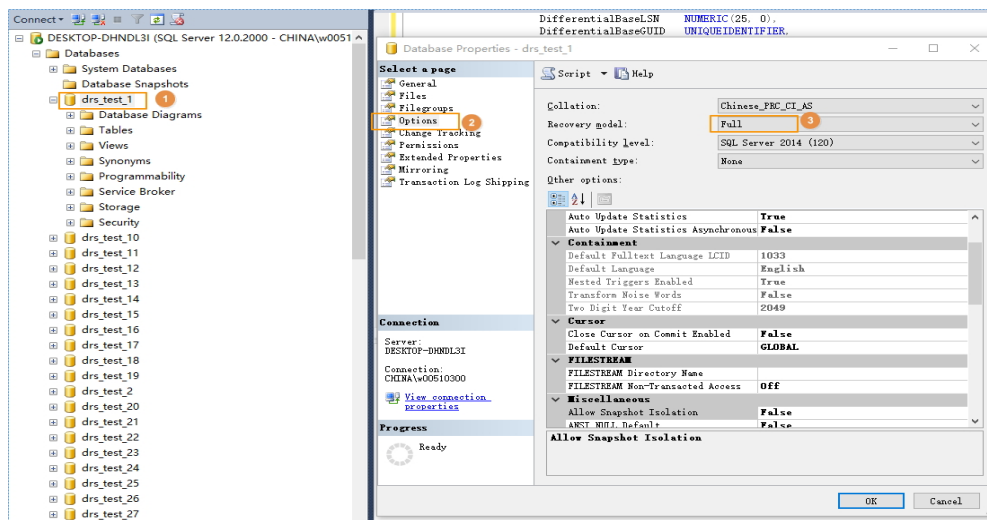 Connect
DESKTOP-DHNDL3I (SQL Server 12.0.2000 - CHINA\w0051
Databases
System Databases
Database Snapshots
drs_test_1
1
Database Diagrams
Tables
Views
Synonyms
Programmability
Service Broker
Storage
Security
drs_test_10
drs_test_11
drs_test_12
drs_test_13
drs_test_14
drs_test_15
drs_test_16
drs_test_17
drs_test_18
drs_test_19
drs_test_2
drs_test_20
drs_test_21
drs_test_22
drs_test_23
drs_test_24
drs_test_25
drs_test_26
drs_test_27
DifferentialBaseLSN NUMERIC(25, 0),
DifferentialBaseGUID UNIQUEIDENTIFIER,
Database Properties - drs_test_1
Select a page
General
Files
Filegroups
Options
2
Change Tracking
Permissions
Extended Properties
Mirroring
Transaction Log Shipping
Connection
Server:
DESKTOP-DHNDL3I
Connection:
CHINA\w00510300
View connection
properties
Progress
Ready
Script Help
Collation: Chinese_PRC_CI_AS
Recovery model: Full
3
Compatibility level: SQL Server 2014 (120)
Containment type: None
Other options:
Auto Update Statistics True
Auto Update Statistics Asynchronous False
Containment
Default Fulltext Language LCID 1033
Default Language English
Nested Triggers Enabled True
Transform Noise Words False
Two Digit Year Cutoff 2049
Cursor
Close Cursor on Commit Enabled False
Default Cursor GLOBAL
FILESTREAM
FILESTREAM Directory Name
FILESTREAM Non-Transacted Access Off
Miscellaneous
Allow Snapshot Isolation False
ANSI NULL Default False
Allow Snapshot Isolation
OK Cancel